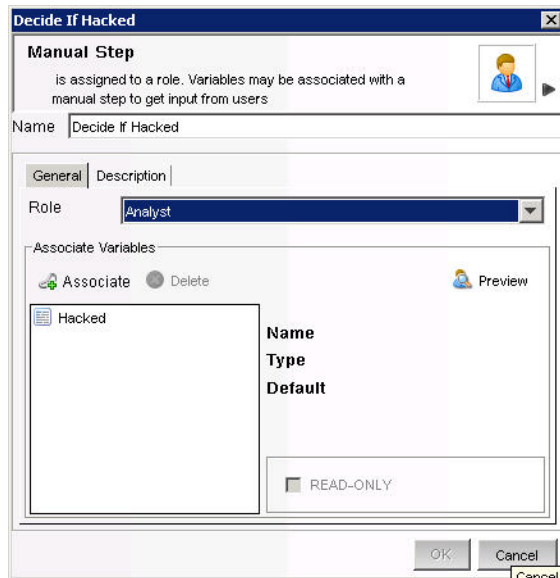 Decide If Hacked
Manual Step
is assigned to a role. Variables may be associated with a
manual step to get input from users
Name Decide If Hacked
General Description
Role Analyst
Associate Variables
Associate Delete Preview
Hacked
Name
Type
Default
READ-ONLY
OK Cancel
Cancel